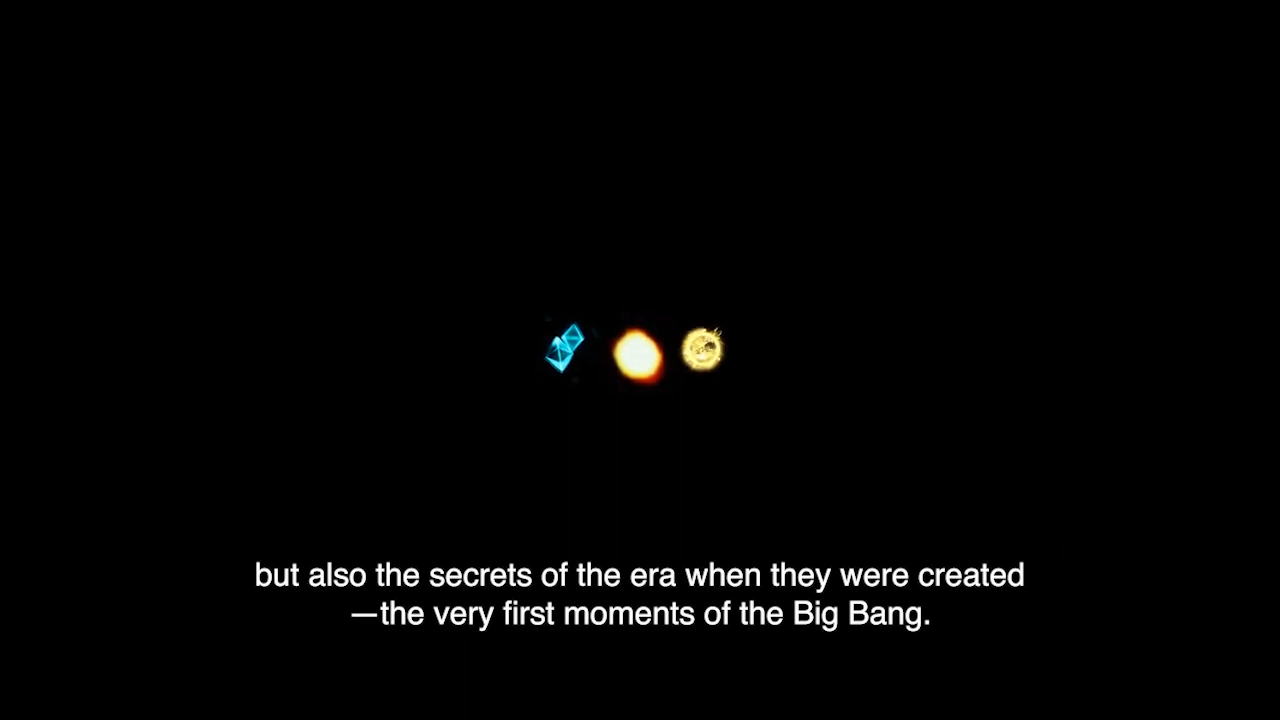 but also the secrets of the era when they were created
—the very first moments of the Big Bang.